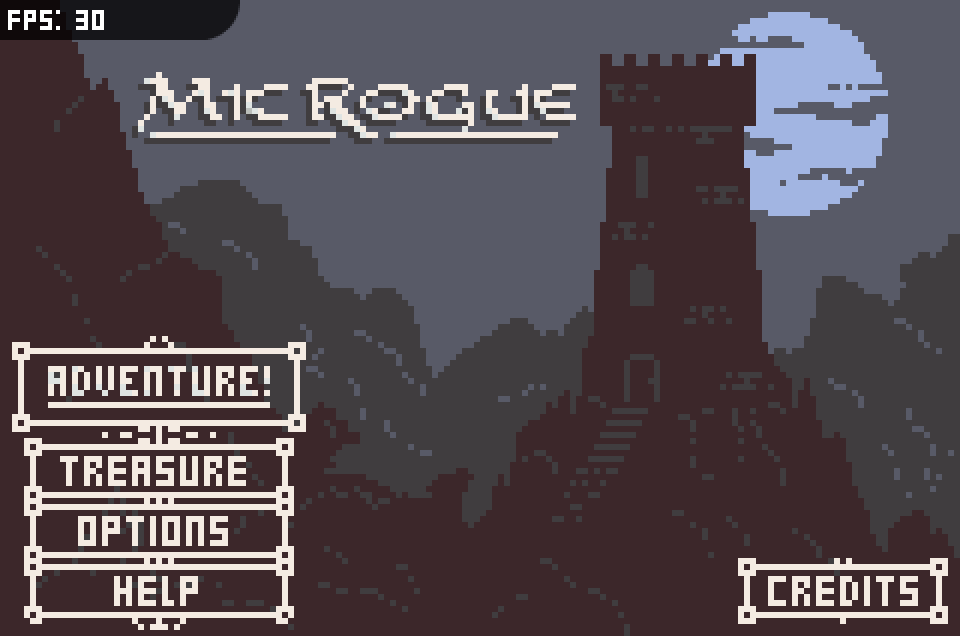 FPS: 30
MicRogue
ADVENTURE!
TREASURE
OPTIONS
HELP
CREDITS